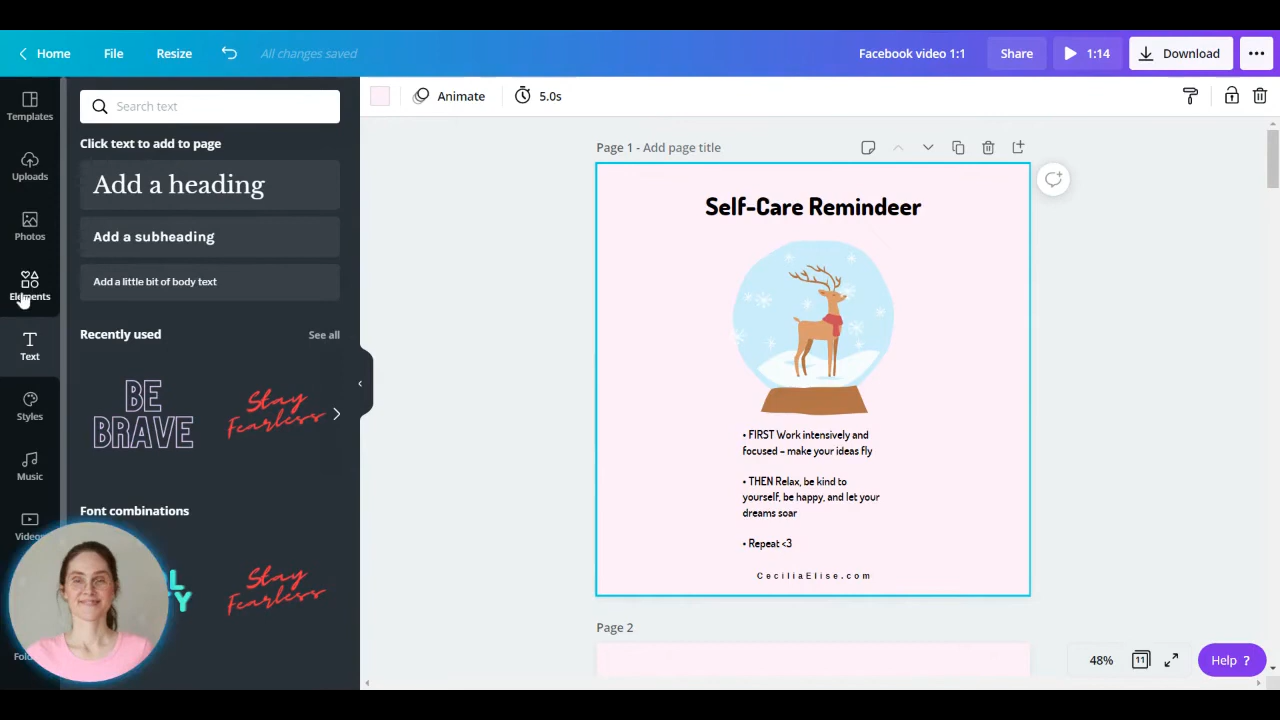 Home
File
Resize
All changes saved
Facebook video 1:1
Share
1:14
Download
Templates
Uploads
Photos
Elements
Text
Styles
Music
Search text
Click text to add to page
Add a heading
Add a subheading
Add a little bit of body text
Recently used
See all
BE
BRAVE
Stay
Fearless
Font combinations
Stay
Fearless
Animate
5.0s
Page 1 - Add page title
Self-Care Remindeer
• FIRST Work intensively and
focused – make your ideas fly
• THEN Relax, be kind to
yourself, be happy, and let your
dreams soar
• Repeat <3
CeciliaElise.com
Page 2
48%
11
Help ?